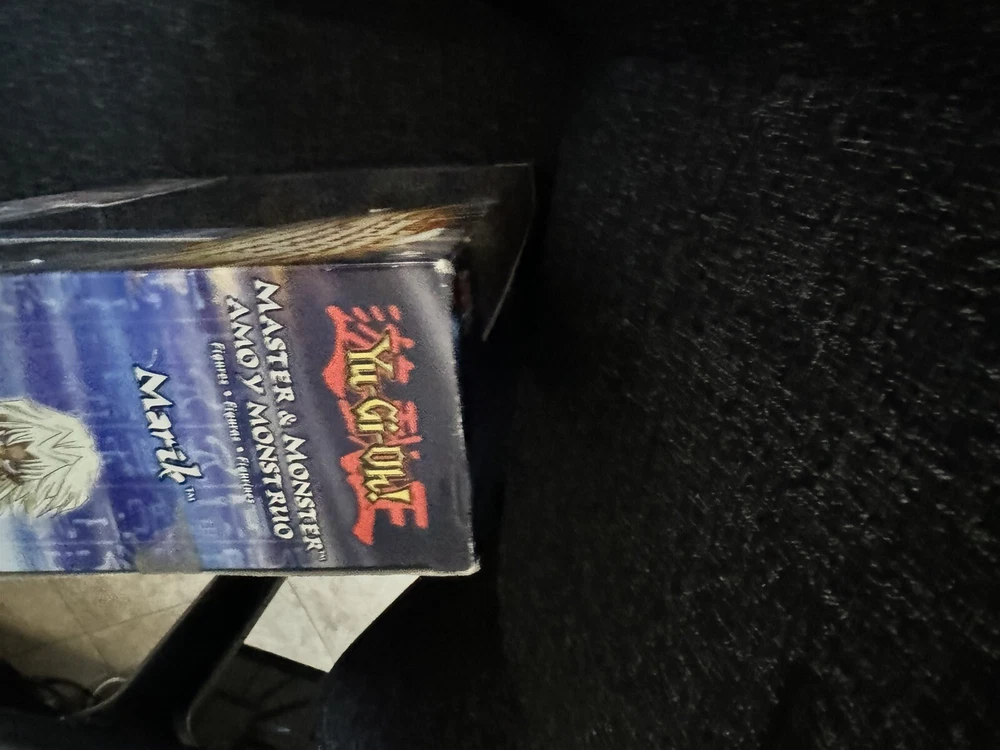 Yu-Gi-Oh!
MASTER & MONSTER™
AMO Y MONSTRUO
Figures • Figuras • Figurines
Marik™